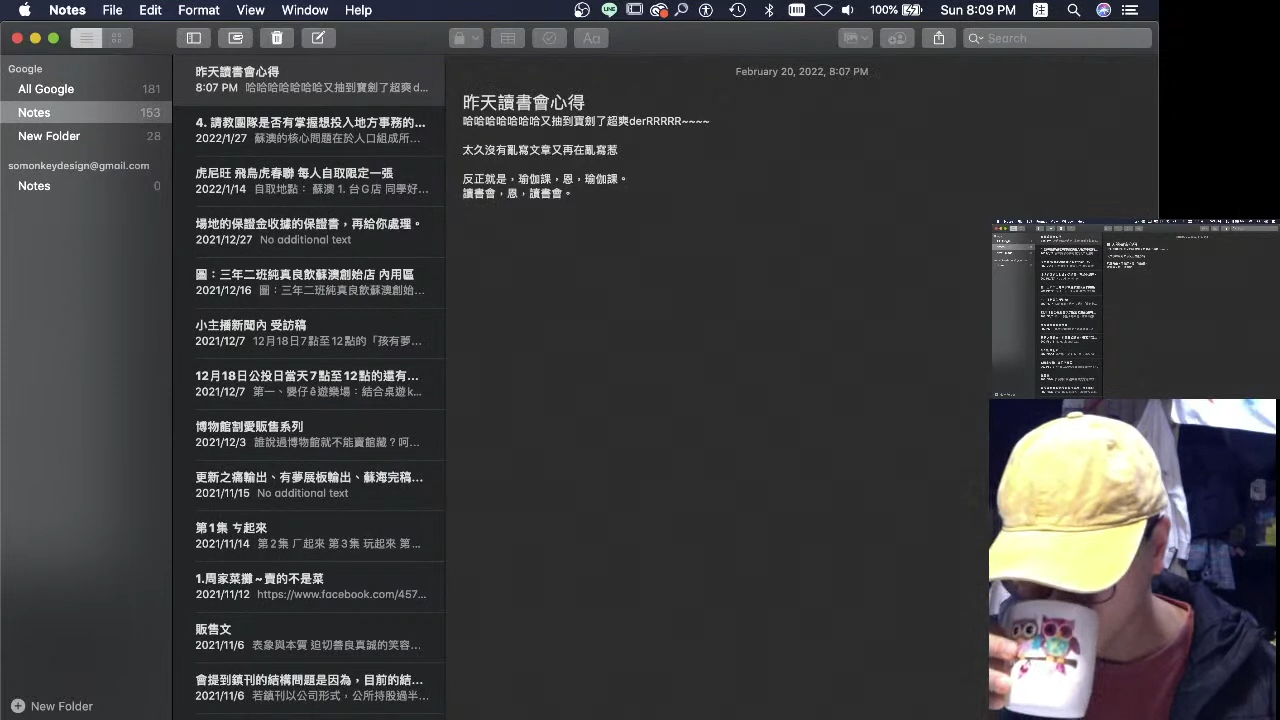 Notes File Edit Format View Window Help
100% Sun 8:09 PM 注
Aa
Search
Google
All Google 181
Notes 153
New Folder 28
somonkeydesign@gmail.com
Notes 0
New Folder
昨天讀書會心得
8:07 PM 哈哈哈哈哈哈哈又抽到寶劍了超爽d...
4. 請教團隊是否有掌握想投入地方事務的...
2022/1/27 蘇澳的核心問題在於人口組成所...
虎尼旺 飛鳥虎春聯 每人自取限定一張
2022/1/14 自取地點： 蘇澳 1. 台G店 同學好...
場地的保證金收據的保證書，再給你處理。
2021/12/27 No additional text
圖：三年二班純真民歌蘇澳創始店 內用區
2021/12/16 圖：三年二班純真民歌蘇澳創始...
小主播新聞內 受訪稿
2021/12/7 12月18日7點至12點的「孩有夢...
12月18日公投日當天7點至12點的還有...
2021/12/7 第一、嬰仔ê遊樂場：結合桌遊k...
博物館割愛販售系列
2021/12/3 誰說過博物館就不能賣館藏？呵...
更新之痛輸出、有夢展板輸出、蘇海完稿...
2021/11/15 No additional text
第1集 ㄘ起來
2021/11/14 第２集 ㄏ起來 第３集 玩起來 第...
1.周家菜攤~賣的不是菜
2021/11/12 https://www.facebook.com/457...
販售文
2021/11/6 表象與本質 迫切善良真誠的笑容...
會提到鎮刊的結構問題是因為，目前的結...
2021/11/6 若鎮刊以公司形式，公所持股過半...
February 20, 2022, 8:07 PM
昨天讀書會心得
哈哈哈哈哈哈哈又抽到寶劍了超爽derRRRRR~~~~
太久沒有亂寫文章又再在亂寫惹
反正就是，瑜伽課，恩，瑜伽課。
讀書會，恩，讀書會。